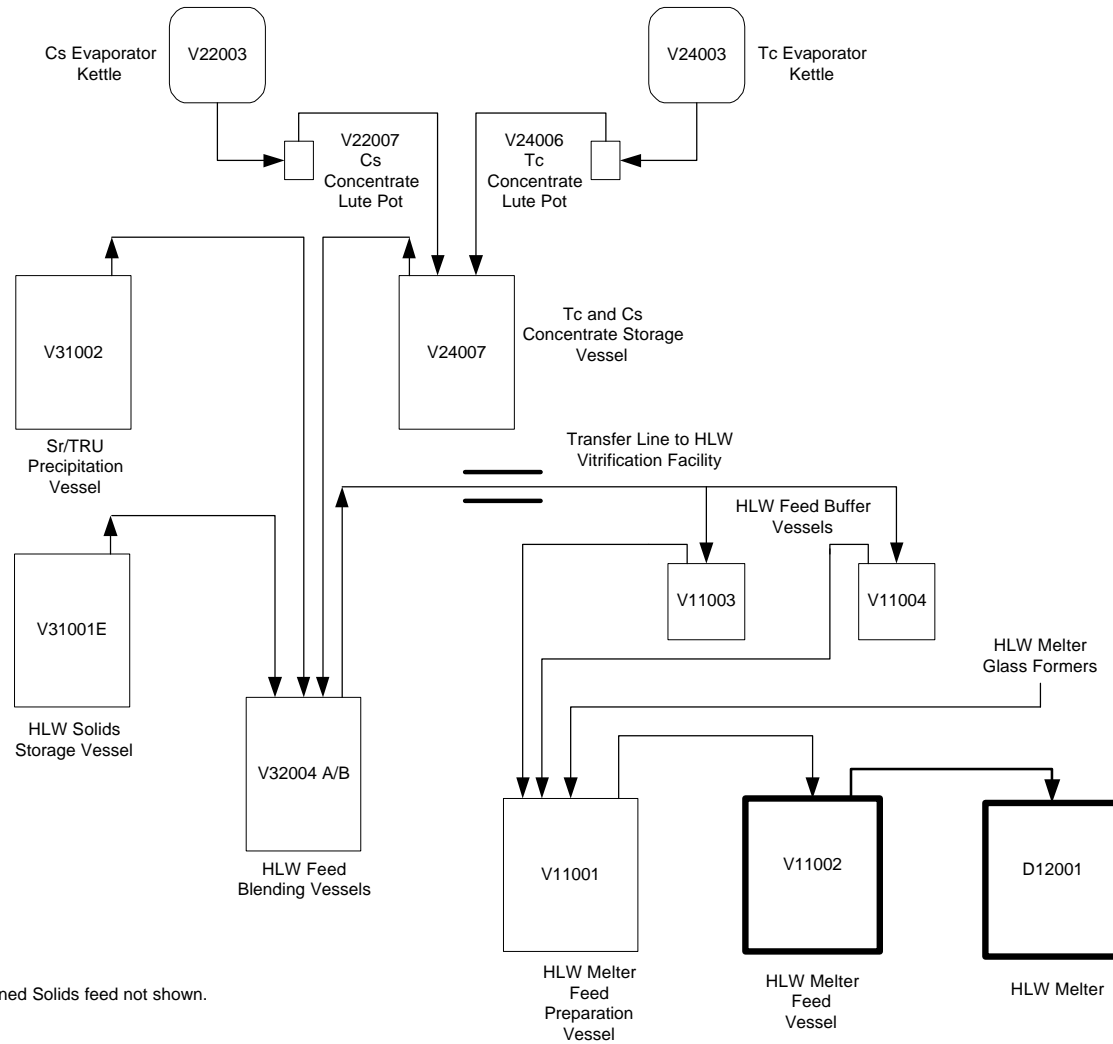 Cs Evaporator
Kettle
V22003
V24003
Tc Evaporator
Kettle
V22007
Cs
Concentrate
Lute Pot
V24006
Tc
Concentrate
Lute Pot
V31002
Sr/TRU
Precipitation
Vessel
V24007
Tc and Cs
Concentrate Storage
Vessel
Transfer Line to HLW
Vitrification Facility
HLW Feed Buffer
Vessels
V11003
V11004
V31001E
HLW Solids
Storage Vessel
HLW Melter
Glass Formers
V32004 A/B
HLW Feed
Blending Vessels
V11001
HLW Melter
Feed
Preparation
Vessel
V11002
HLW Melter
Feed
Vessel
D12001
HLW Melter
ned Solids feed not shown.